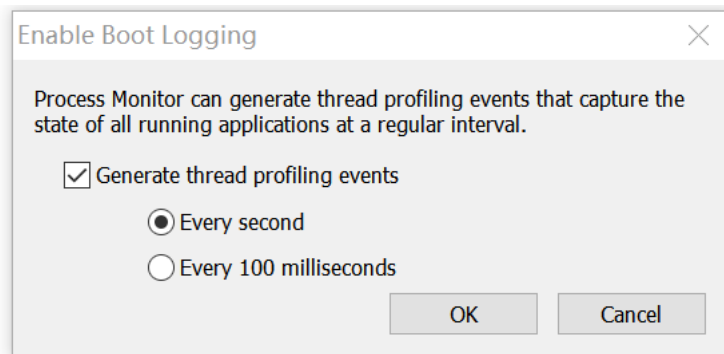 Enable Boot Logging
Process Monitor can generate thread profiling events that capture the
state of all running applications at a regular interval.
Generate thread profiling events
Every second
Every 100 milliseconds
OK Cancel